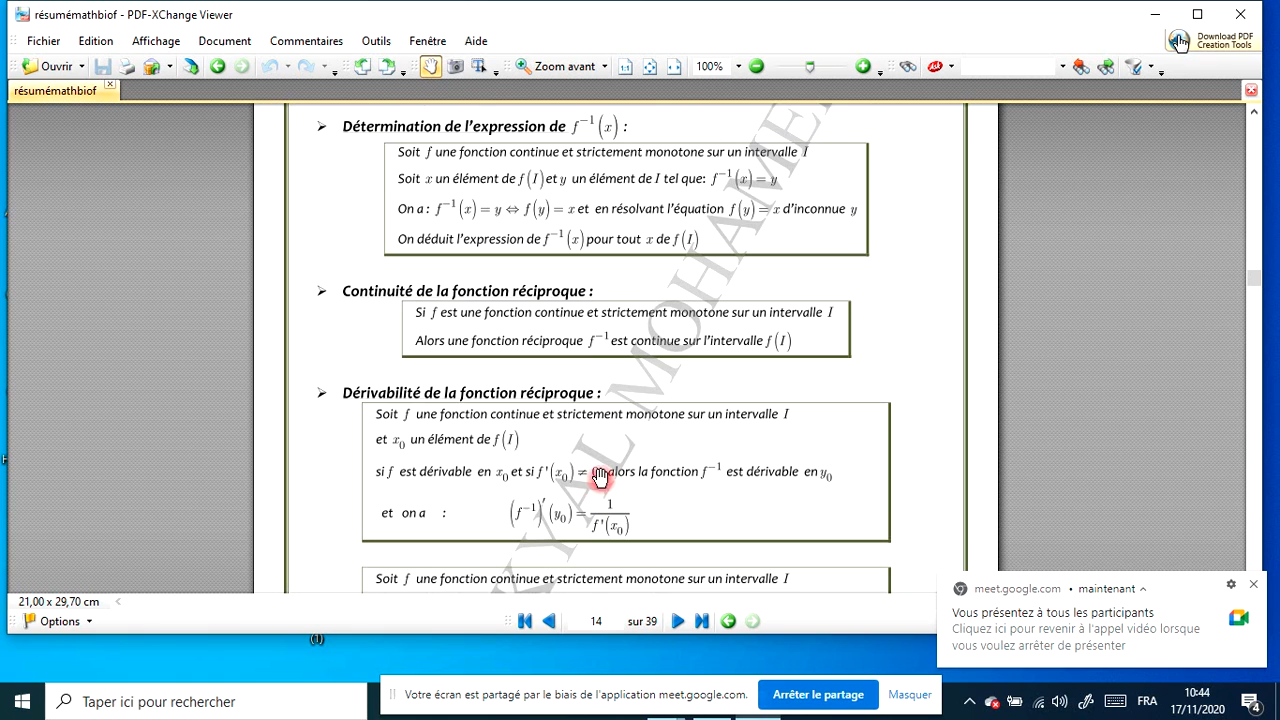 résumémathbiof - PDF-XChange Viewer
Fichier Edition Affichage Document Commentaires Outils Fenêtre Aide
Download PDF
Creation Tools
Ouvrir Zoom avant 100%
résumémathbiof
Détermination de l'expression de f⁻¹(x) :
Soit f une fonction continue et strictement monotone sur un intervalle I
Soit x un élément de f(I) et y un élément de I tel que: f⁻¹(x) = y
On a : f⁻¹(x) = y ⇔ f(y) = x et en résolvant l'équation f(y) = x d'inconnue y
On déduit l'expression de f⁻¹(x) pour tout x de f(I)
Continuité de la fonction réciproque :
Si f est une fonction continue et strictement monotone sur un intervalle I
Alors une fonction réciproque f⁻¹ est continue sur l'intervalle f(I)
Dérivabilité de la fonction réciproque :
Soit f une fonction continue et strictement monotone sur un intervalle I
et x₀ un élément de f(I)
si f est dérivable en x₀ et si f'(x₀) ≠ alors la fonction f⁻¹ est dérivable en y₀
et on a : (f⁻¹)'(y₀) = 1 / f'(x₀)
Soit f une fonction continue et strictement monotone sur un intervalle I
KY AL MOHAME
21,00 x 29,70 cm
Options 14 sur 39
meet.google.com • maintenant
Vous présentez à tous les participants
Cliquez ici pour revenir à l'appel vidéo lorsque
vous voulez arrêter de présenter
(1)
Taper ici pour rechercher
Votre écran est partagé par le biais de l'application meet.google.com. Arrêter le partage Masquer
FRA
10:44
17/11/2020
4